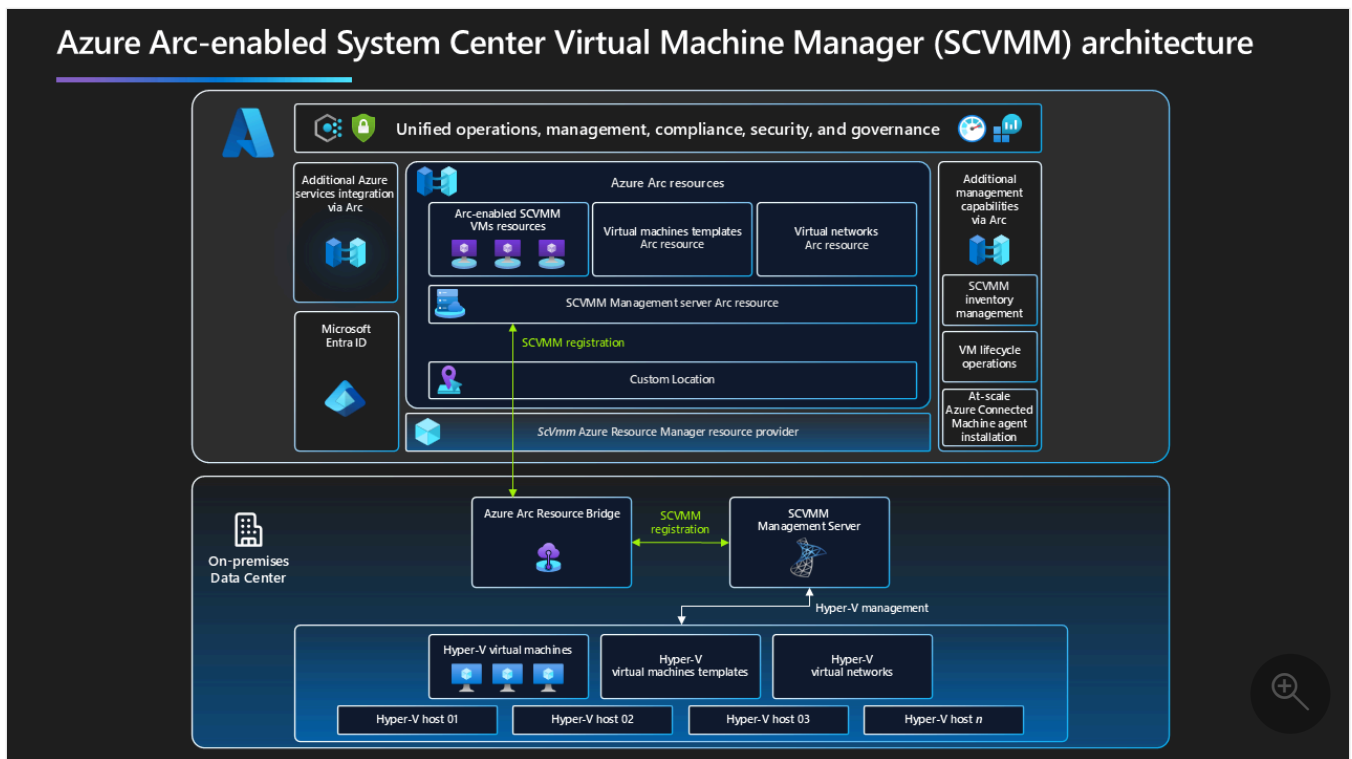 Azure Arc-enabled System Center Virtual Machine Manager (SCVMM) architecture
Unified operations, management, compliance, security, and governance
Additional Azure
services integration
via Arc
Microsoft
Entra ID
Azure Arc resources
Arc-enabled SCVMM
VMs resources
Virtual machines templates
Arc resource
Virtual networks
Arc resource
SCVMM Management server Arc resource
SCVMM registration
Custom Location
ScVmm Azure Resource Manager resource provider
Additional
management
capabilities
via Arc
SCVMM
inventory
management
VM lifecycle
operations
At-scale
Azure Connected
Machine agent
installation
On-premises
Data Center
Azure Arc Resource Bridge
SCVMM
registration
SCVMM
Management Server
Hyper-V management
Hyper-V virtual machines
Hyper-V
virtual machines templates
Hyper-V
virtual networks
Hyper-V host 01
Hyper-V host 02
Hyper-V host 03
Hyper-V host n